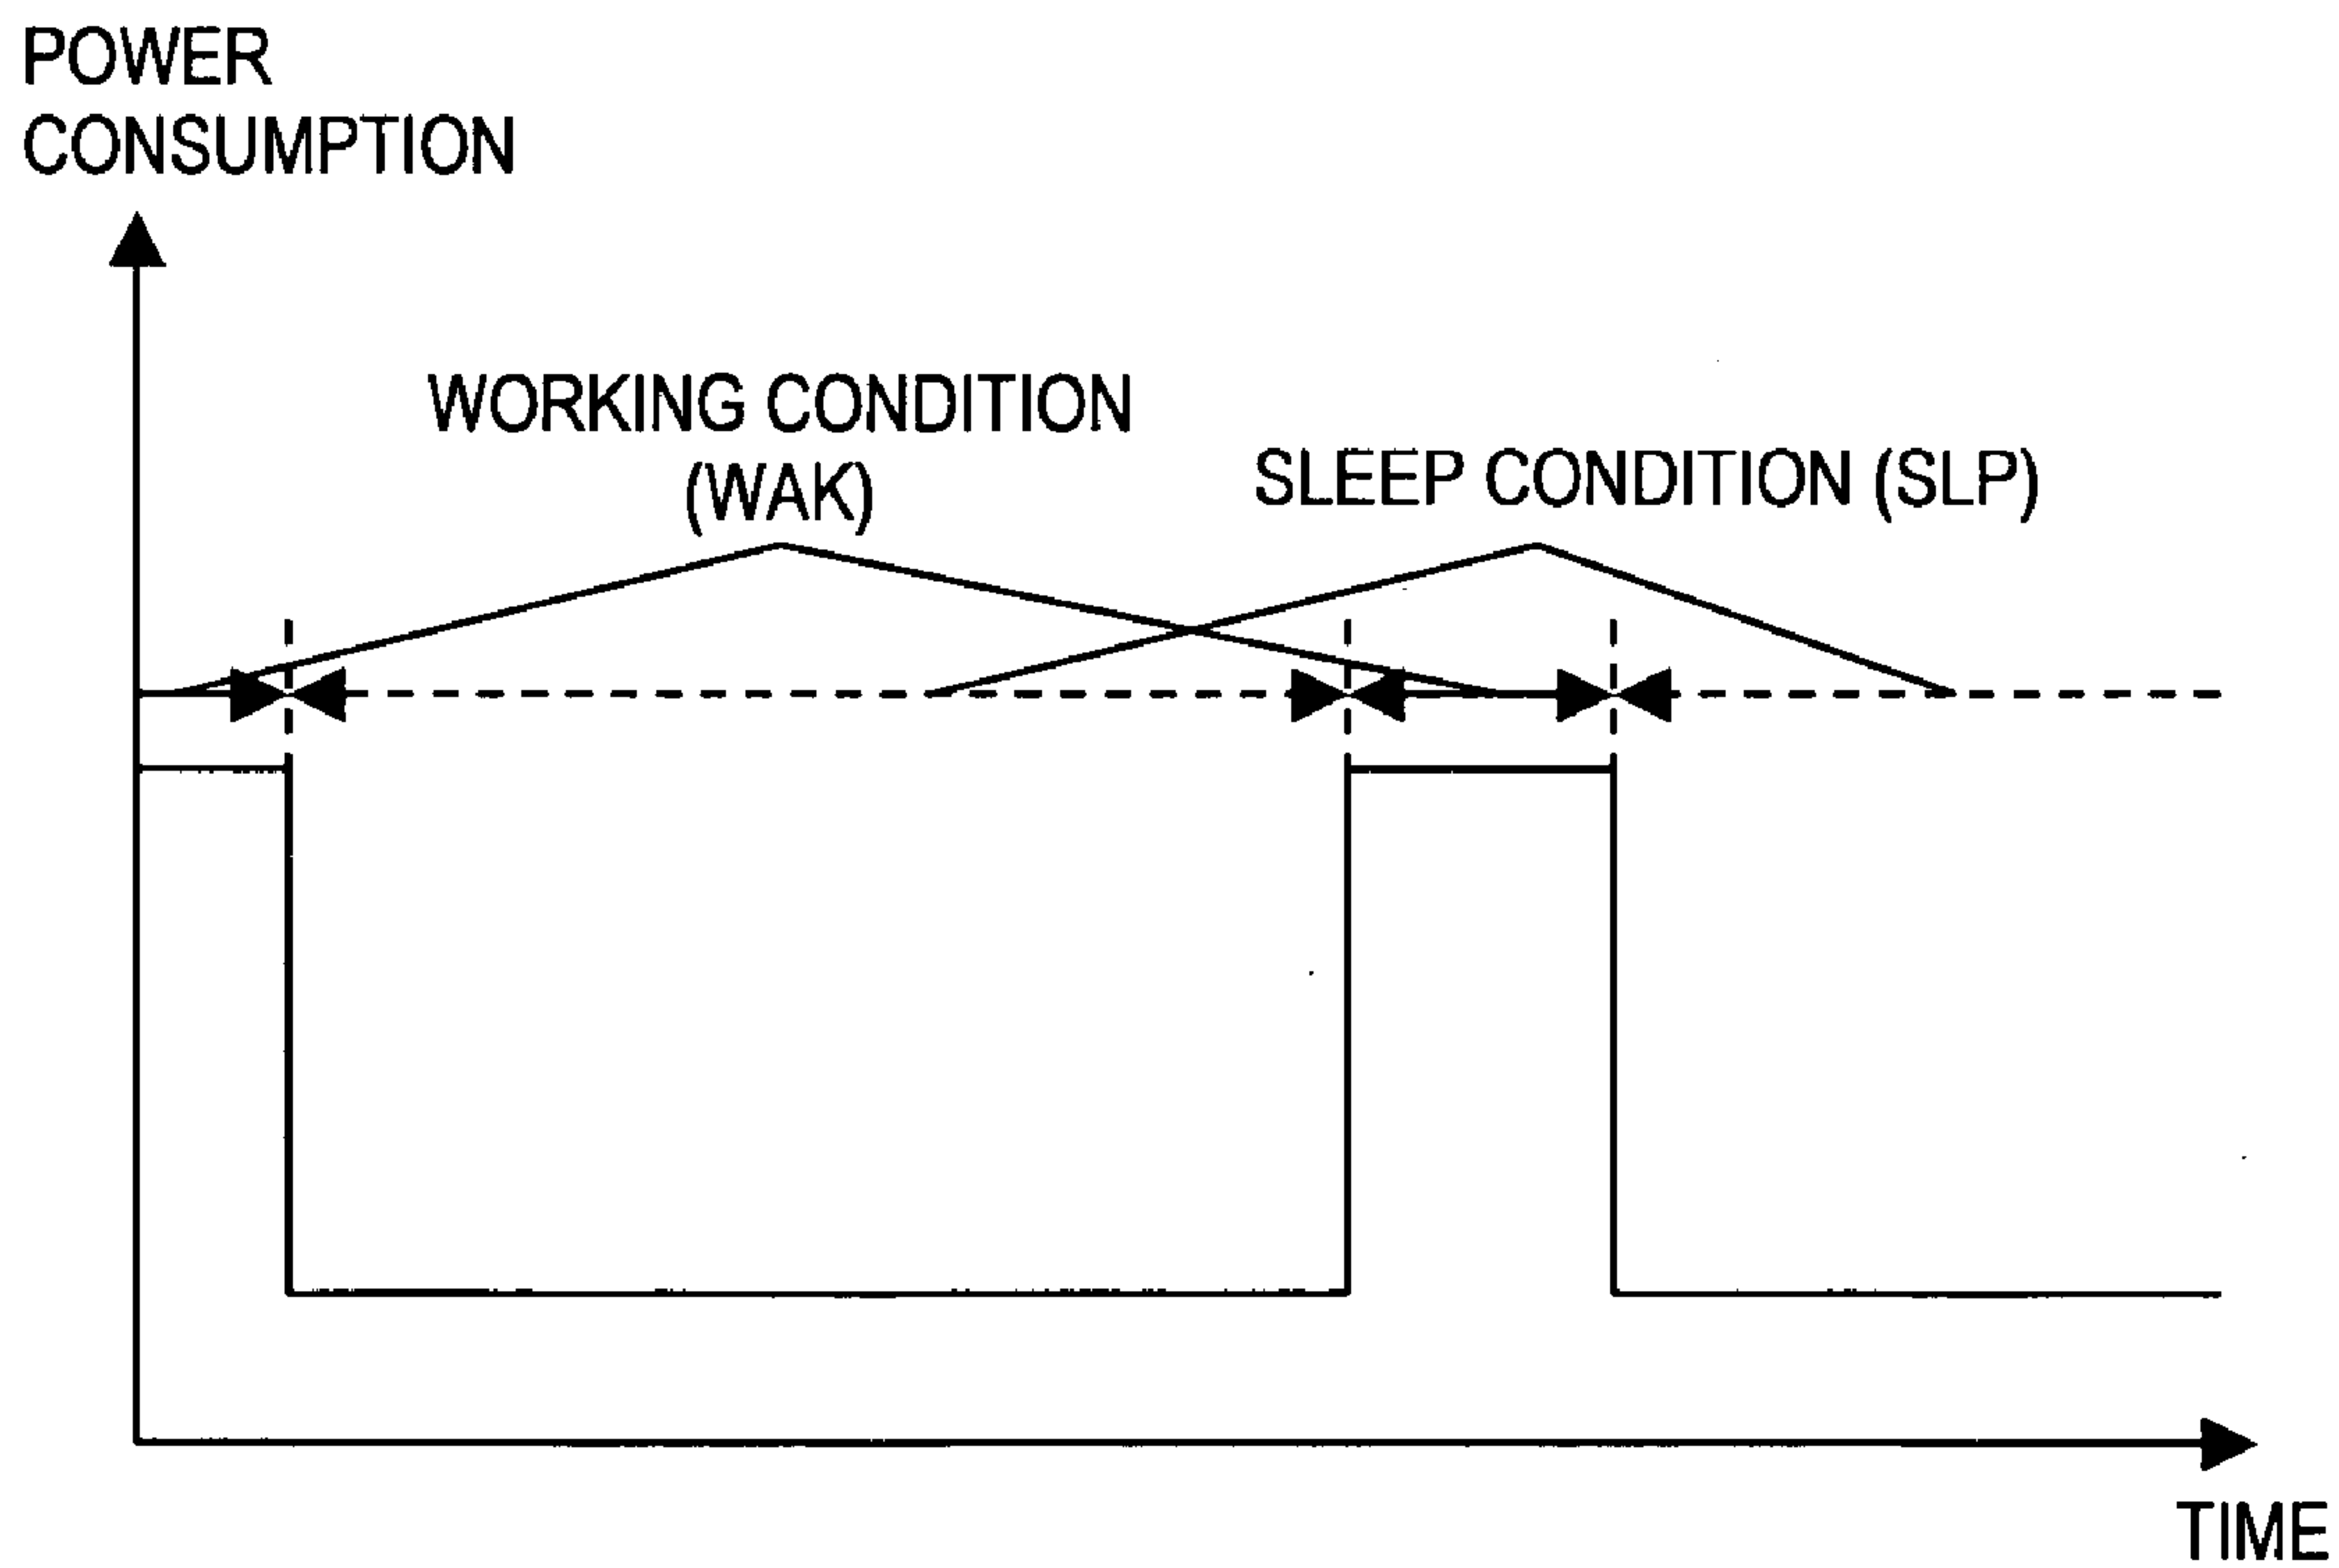 POWER
CONSUMPTION
WORKING CONDITION
(WAK)
SLEEP CONDITION (SLP)
TIME